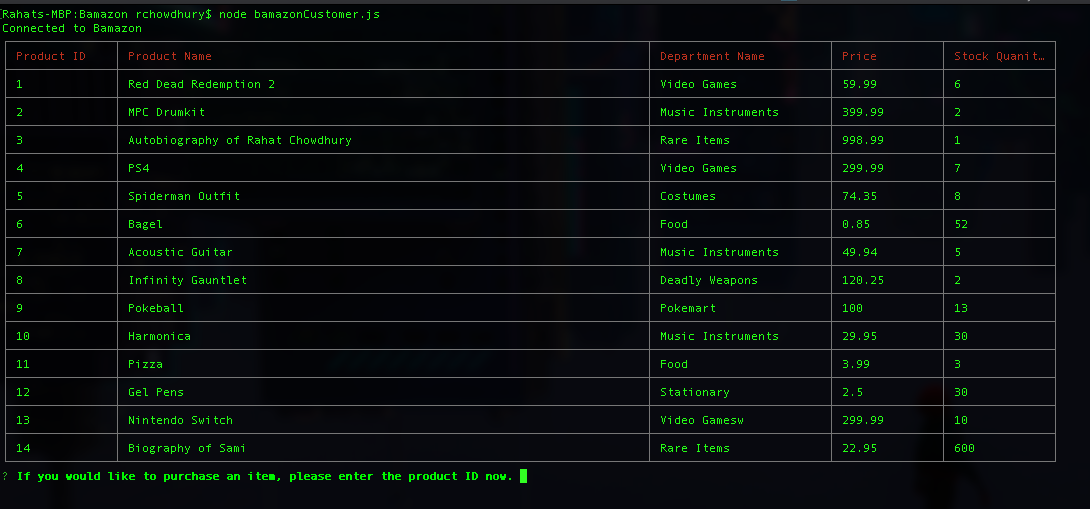 Rahats-MBP:Bamazon rchowdhury$ node bamazonCustomer.js
Connected to Bamazon
Product ID Product Name Department Name Price Stock Quanit…
1 Red Dead Redemption 2 Video Games 59.99 6
2 MPC Drumkit Music Instruments 399.99 2
3 Autobiography of Rahat Chowdhury Rare Items 998.99 1
4 PS4 Video Games 299.99 7
5 Spiderman Outfit Costumes 74.35 8
6 Bagel Food 0.85 52
7 Acoustic Guitar Music Instruments 49.94 5
8 Infinity Gauntlet Deadly Weapons 120.25 2
9 Pokeball Pokemart 100 13
10 Harmonica Music Instruments 29.95 30
11 Pizza Food 3.99 3
12 Gel Pens Stationary 2.5 30
13 Nintendo Switch Video Gamesw 299.99 10
14 Biography of Sami Rare Items 22.95 600
? If you would like to purchase an item, please enter the product ID now.